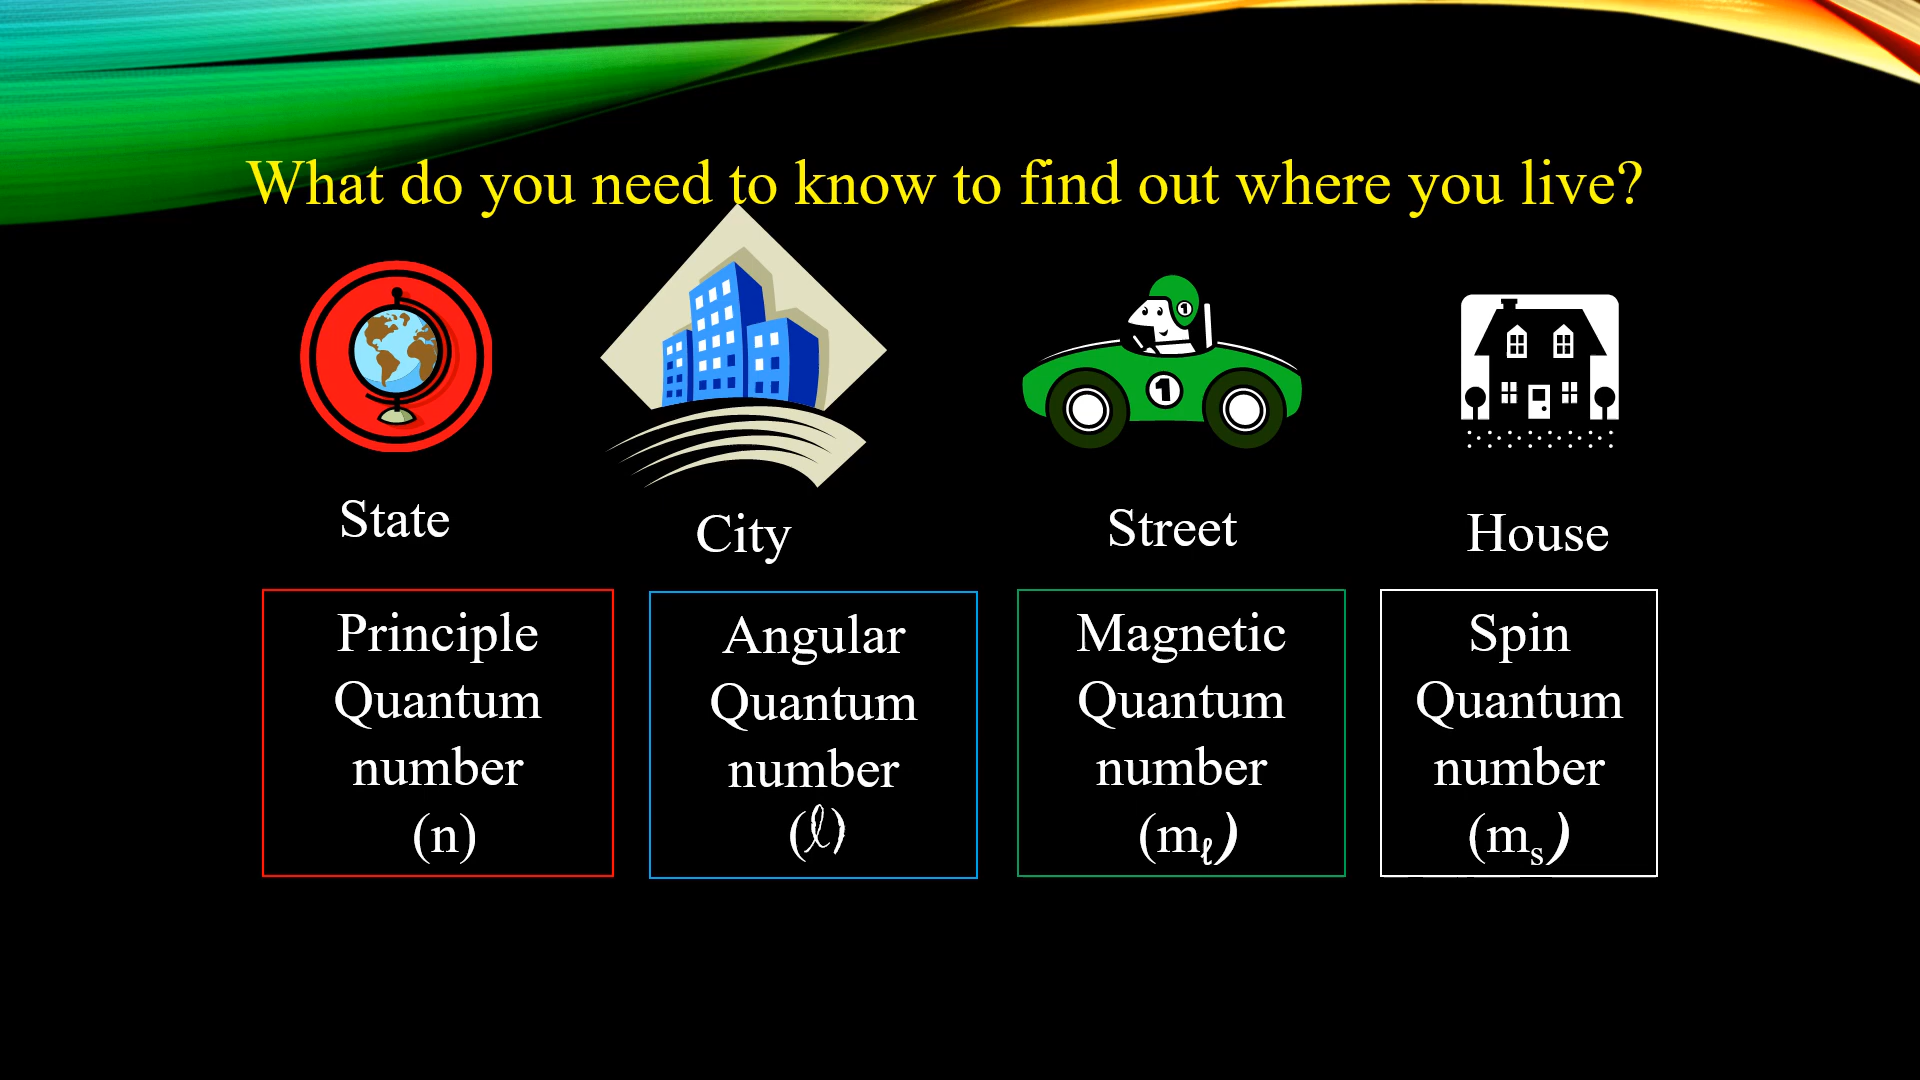 What do you need to know to find out where you live?
1
1
State
City
Street
House
Principle
Quantum
number
(n)
Angular
Quantum
number
(ℓ)
Magnetic
Quantum
number
(mℓ)
Spin
Quantum
number
(ms)